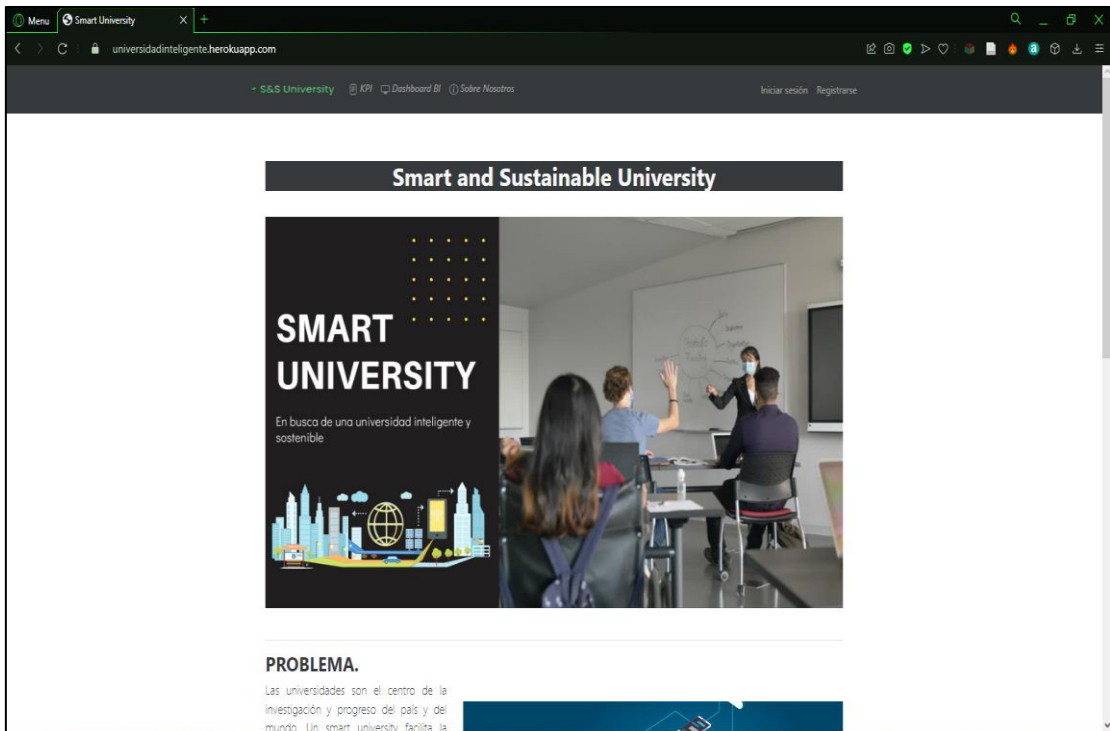 Menu Smart University X +
universidadinteligente.herokuapp.com
S&S University KPI Dashboard BI Sobre Nosotros Iniciar sesión Registrarse
Smart and Sustainable University
SMART
UNIVERSITY
En busca de una universidad inteligente y
sostenible
PROBLEMA.
Las universidades son el centro de la
investigación y progreso del país y del
mundo. Un smart university facilita la